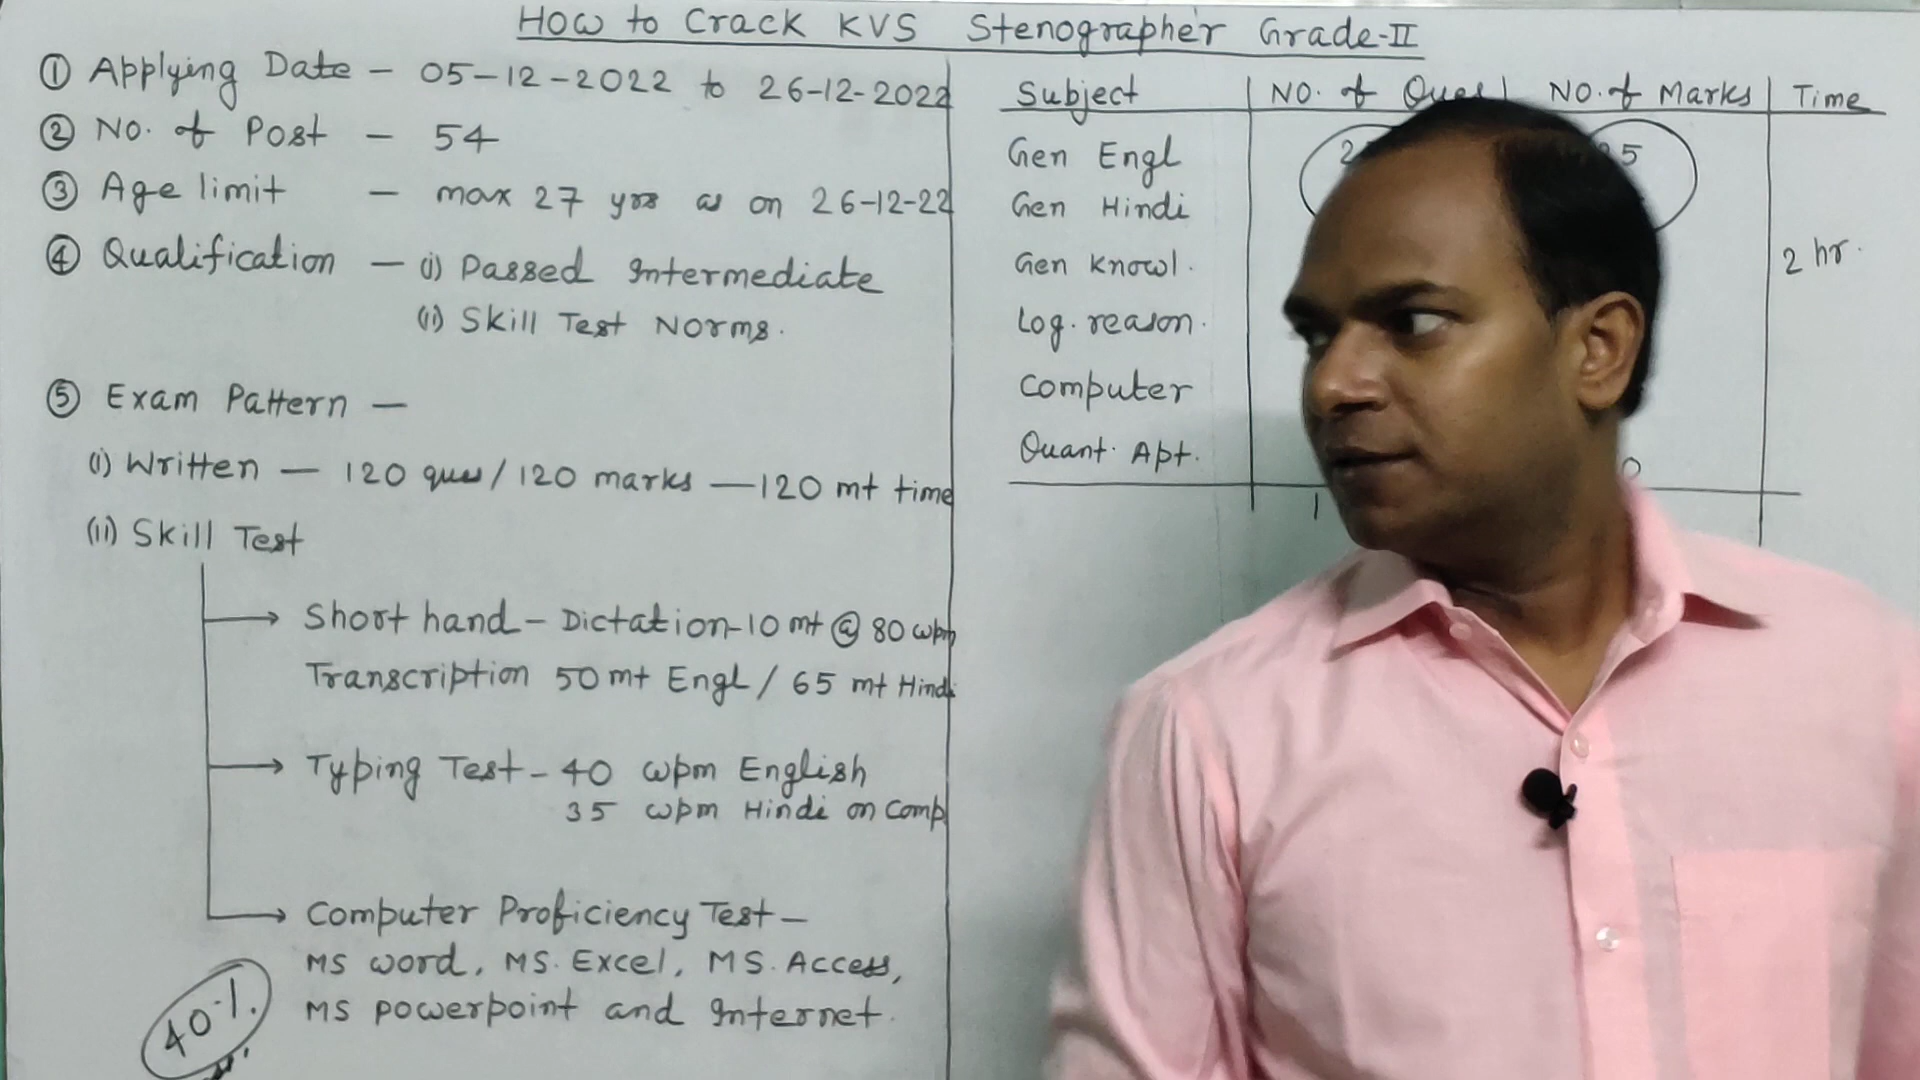 How to Crack KVS Stenographer Grade-II
① Applying Date – 05-12-2022 to 26-12-2022
② No. of Post – 54
③ Age limit – max 27 yrs as on 26-12-22
④ Qualification – (i) Passed Intermediate
(ii) Skill Test Norms.
⑤ Exam Pattern –
(i) Written – 120 ques / 120 marks – 120 mt time
(ii) Skill Test
Short hand – Dictation-10 mt @ 80 wpm
Transcription 50 mt Engl / 65 mt Hindi
Typing Test – 40 wpm English
35 wpm Hindi on Comp
Computer Proficiency Test –
MS word, MS. Excel, MS. Access,
MS powerpoint and Internet.
40%
Subject NO. of Ques NO. of Marks Time
Gen Engl
Gen Hindi
Gen Knowl.
2 hr.
Log. reason.
Computer
Quant. Apt.